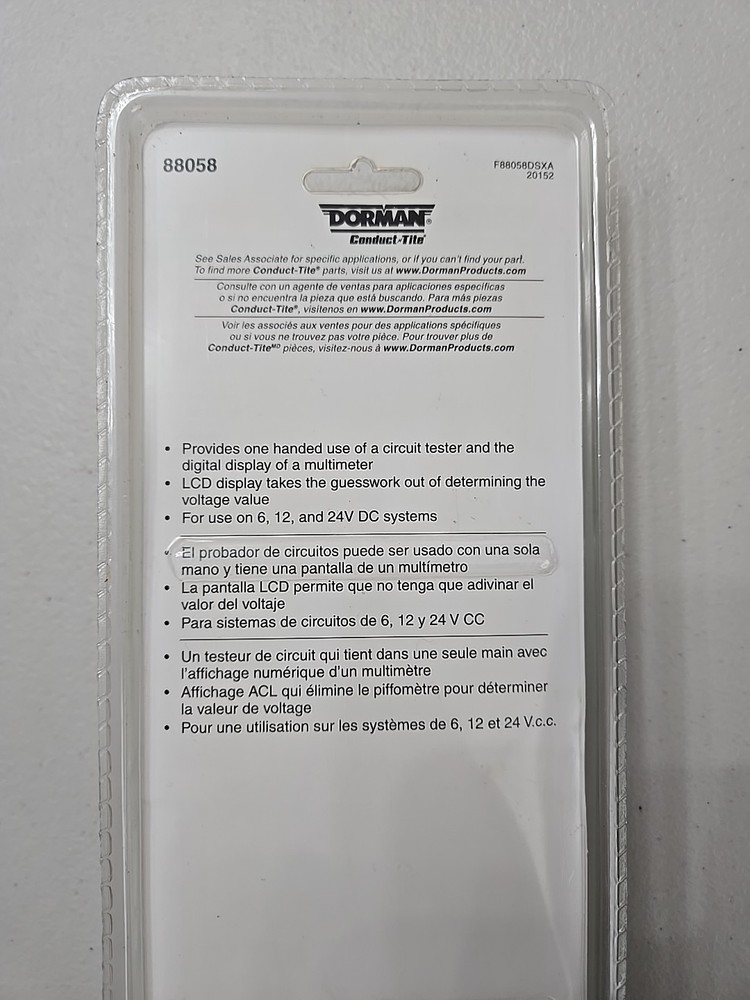 88058
F88058DSXA
20152
DORMAN®
Conduct-Tite®
See Sales Associate for specific applications, or if you can't find your part.
To find more Conduct-Tite® parts, visit us at www.DormanProducts.com
Consulte con un agente de ventas para aplicaciones específicas
o si no encuentra la pieza que está buscando. Para más piezas
Conduct-Tite®, visítenos en www.DormanProducts.com
Voir les associés aux ventes pour des applications spécifiques
ou si vous ne trouvez pas votre pièce. Pour trouver plus de
Conduct-Tite^MD pièces, visitez-nous à www.DormanProducts.com
• Provides one handed use of a circuit tester and the
digital display of a multimeter
• LCD display takes the guesswork out of determining the
voltage value
• For use on 6, 12, and 24V DC systems
• El probador de circuitos puede ser usado con una sola
mano y tiene una pantalla de un multímetro
• La pantalla LCD permite que no tenga que adivinar el
valor del voltaje
• Para sistemas de circuitos de 6, 12 y 24 V CC
• Un testeur de circuit qui tient dans une seule main avec
l'affichage numérique d'un multimètre
• Affichage ACL qui élimine le piffomètre pour déterminer
la valeur de voltage
• Pour une utilisation sur les systèmes de 6, 12 et 24 V.c.c.